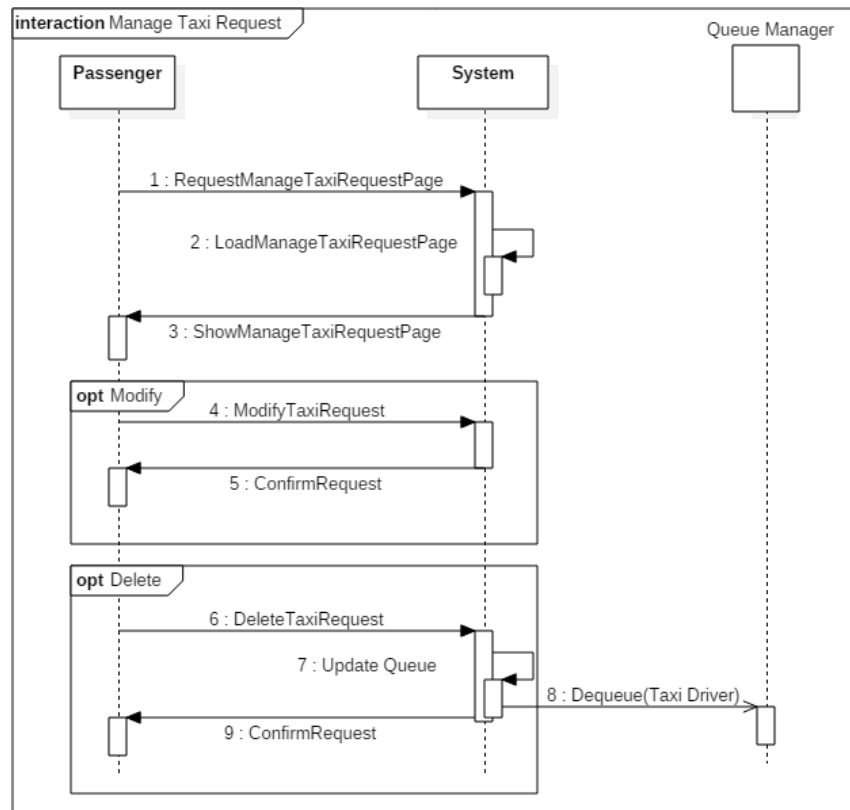 interaction Manage Taxi Request
Queue Manager
Passenger
System
1 : RequestManageTaxiRequestPage
2 : LoadManageTaxiRequestPage
3 : ShowManageTaxiRequestPage
opt Modify
4 : ModifyTaxiRequest
5 : ConfirmRequest
opt Delete
6 : DeleteTaxiRequest
7 : Update Queue
8 : Dequeue(Taxi Driver)
9 : ConfirmRequest